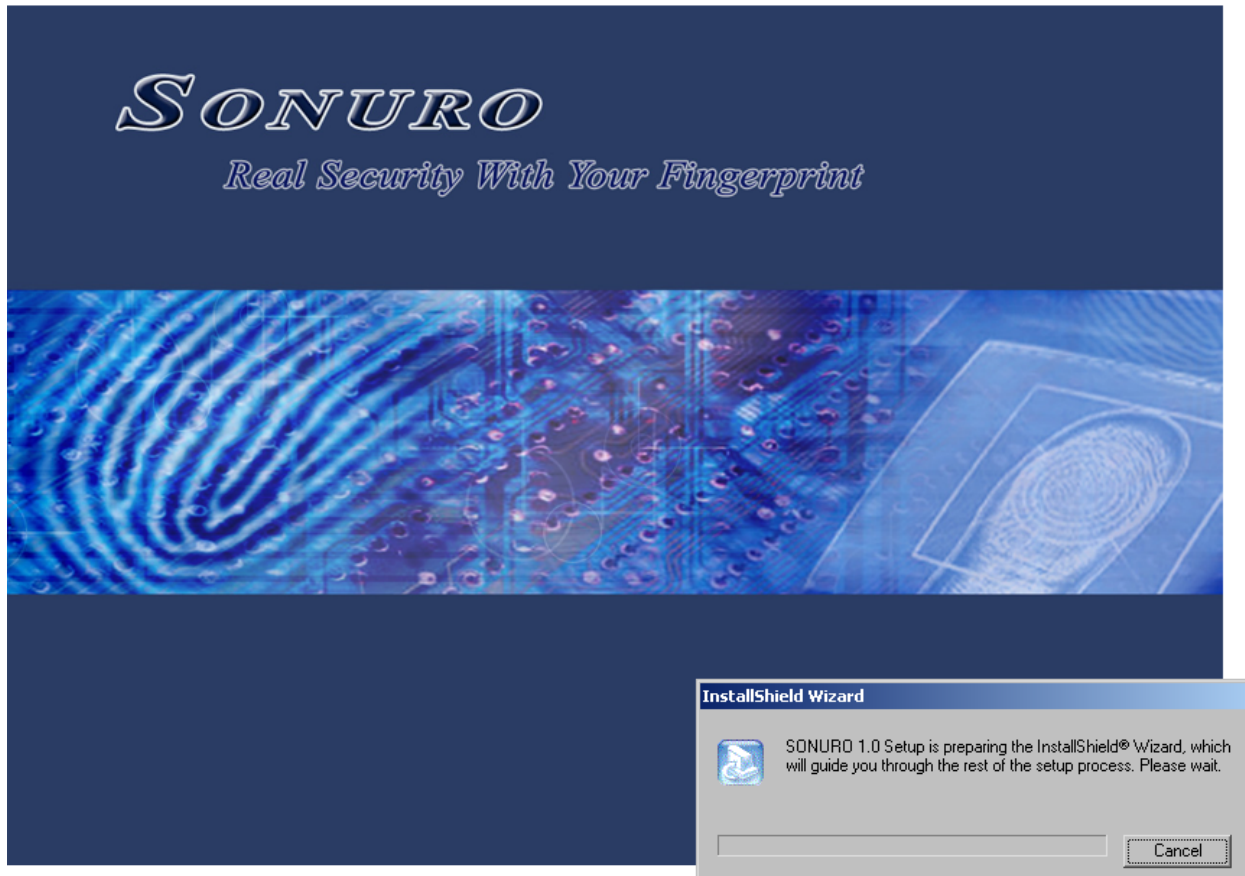 SONURO
Real Security With Your Fingerprint
InstallShield Wizard
SONURO 1.0 Setup is preparing the InstallShield® Wizard, which
will guide you through the rest of the setup process. Please wait.
Cancel